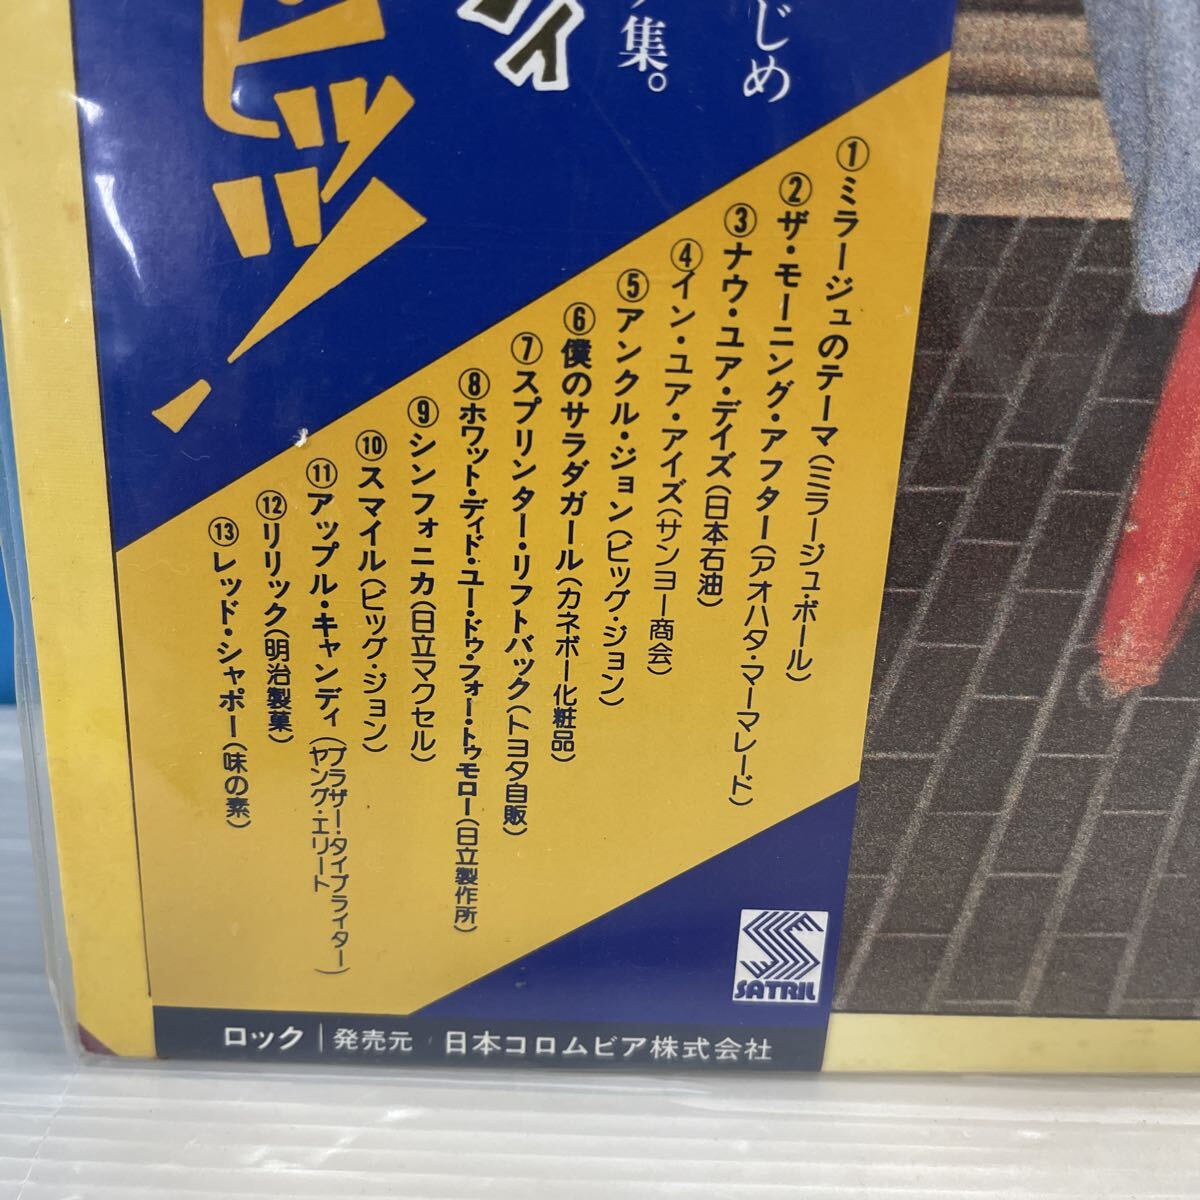 じめ
集。
①ミラージュのテーマ(ミラージュ・ボール)
②ザ・モーニング・アフター(アオハタ・マーマレード)
③ナウ・ユア・デイズ(日本石油)
④イン・ユア・アイズ(サンヨー商会)
⑤アンクル・ジョン(ビッグ・ジョン)
⑥僕のサラダガール(カネボー化粧品)
⑦スプリンター・リフトバック(トヨタ自販)
⑧ホワット・ディド・ユー・ドゥ・フォー・トゥモロー(日立製作所)
⑨シンフォニカ(日立マクセル)
⑩スマイル(ビッグ・ジョン)
⑪アップル・キャンディ(ブラザー・タイプライター ヤング・エリート)
⑫リリック(明治製菓)
⑬レッド・シャポー(味の素)
SATRIL
ロック|発売元 日本コロムビア株式会社